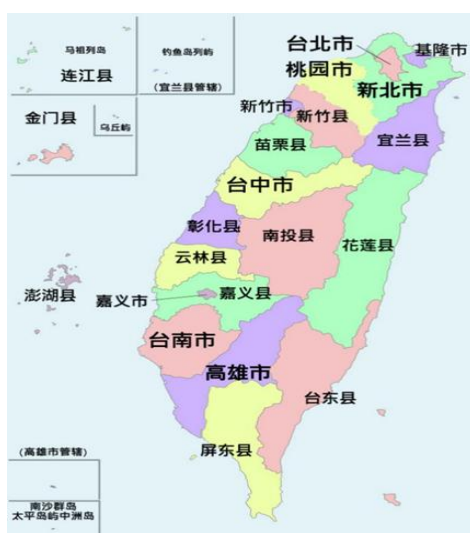 马祖列岛
连江县
钓鱼岛列屿
(宜兰县管辖)
金门县
乌丘屿
台北市
基隆市
桃园市
新北市
新竹市
新竹县
宜兰县
苗栗县
台中市
彰化县
南投县
花莲县
云林县
澎湖县
嘉义市
嘉义县
台南市
高雄市
台东县
屏东县
(高雄市管辖)
南沙群岛
太平岛屿中洲岛